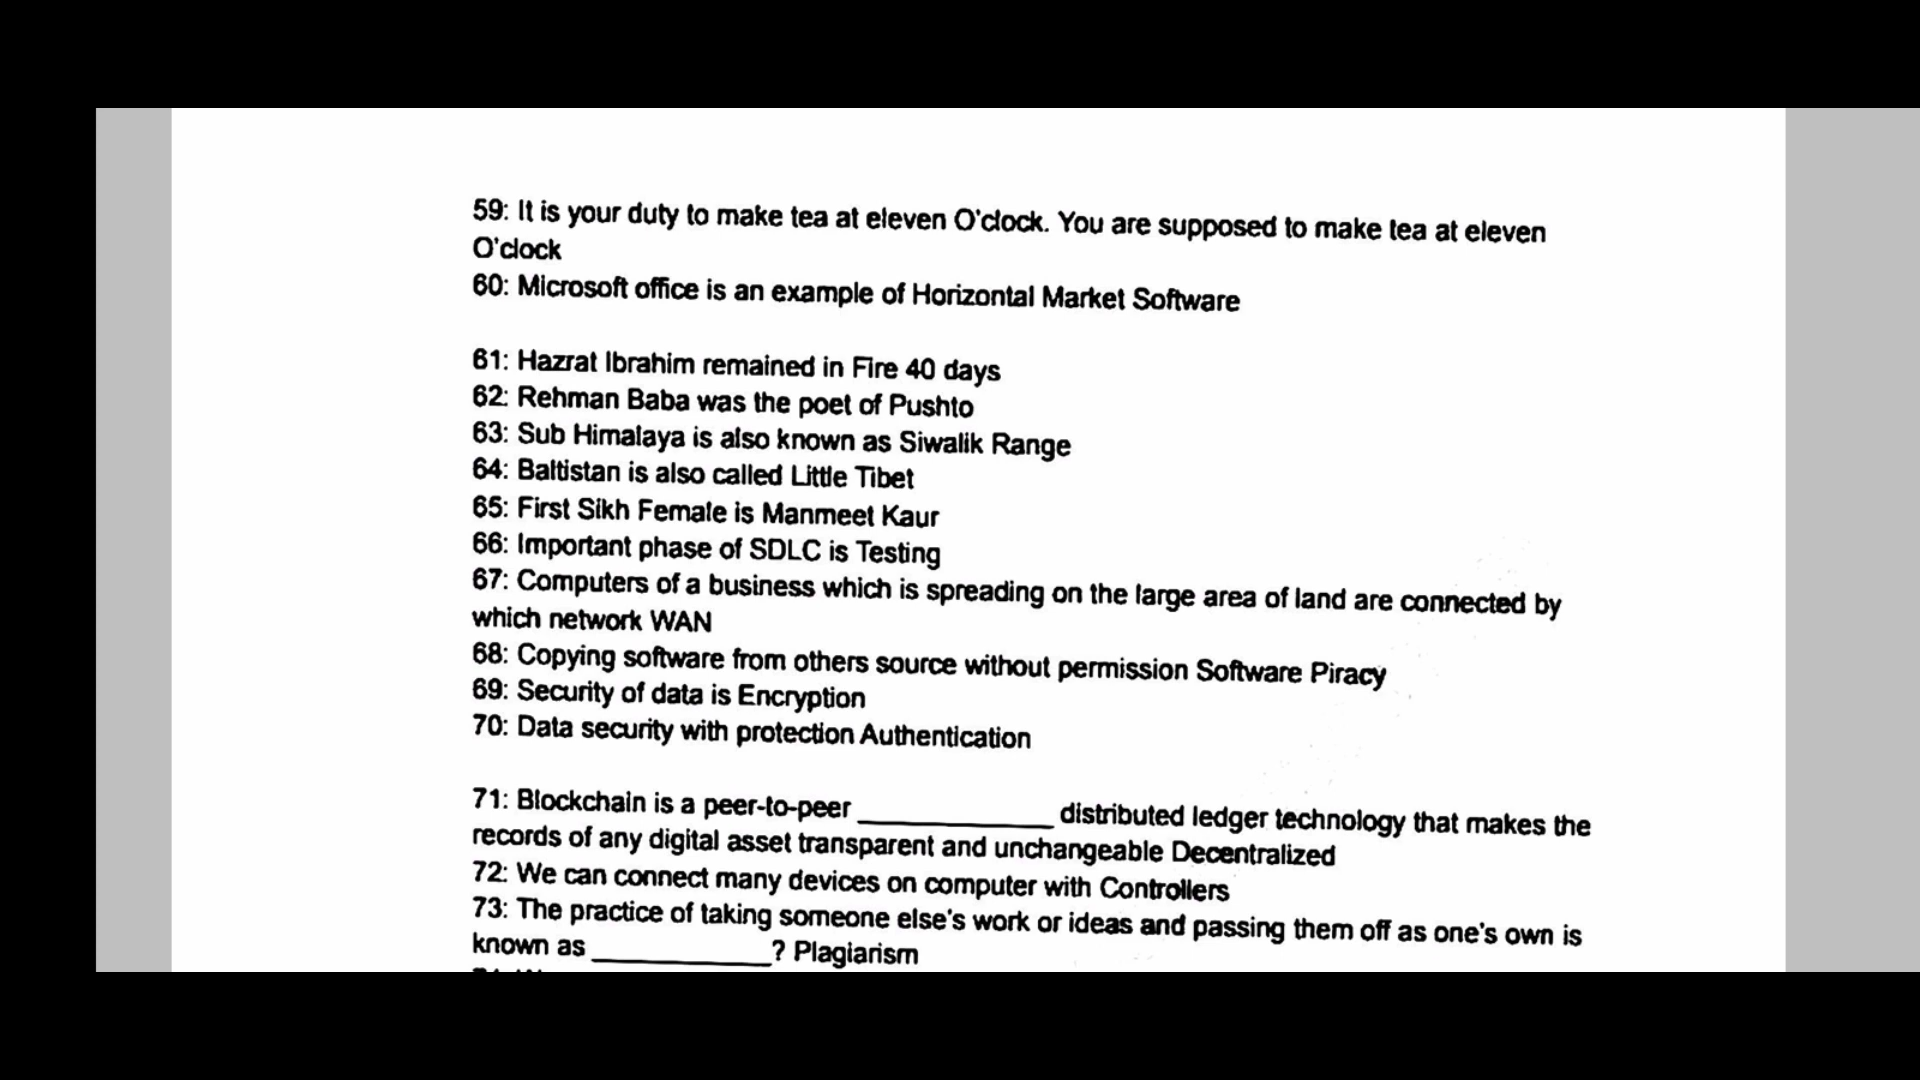 59: It is your duty to make tea at eleven O'clock. You are supposed to make tea at eleven
O'clock
60: Microsoft office is an example of Horizontal Market Software
61: Hazrat Ibrahim remained in Fire 40 days
62: Rehman Baba was the poet of Pushto
63: Sub Himalaya is also known as Siwalik Range
64: Baltistan is also called Little Tibet
65: First Sikh Female is Manmeet Kaur
66: Important phase of SDLC is Testing
67: Computers of a business which is spreading on the large area of land are connected by
which network WAN
68: Copying software from others source without permission Software Piracy
69: Security of data is Encryption
70: Data security with protection Authentication
71: Blockchain is a peer-to-peer ______________ distributed ledger technology that makes the
records of any digital asset transparent and unchangeable Decentralized
72: We can connect many devices on computer with Controllers
73: The practice of taking someone else's work or ideas and passing them off as one's own is
known as _____________? Plagiarism